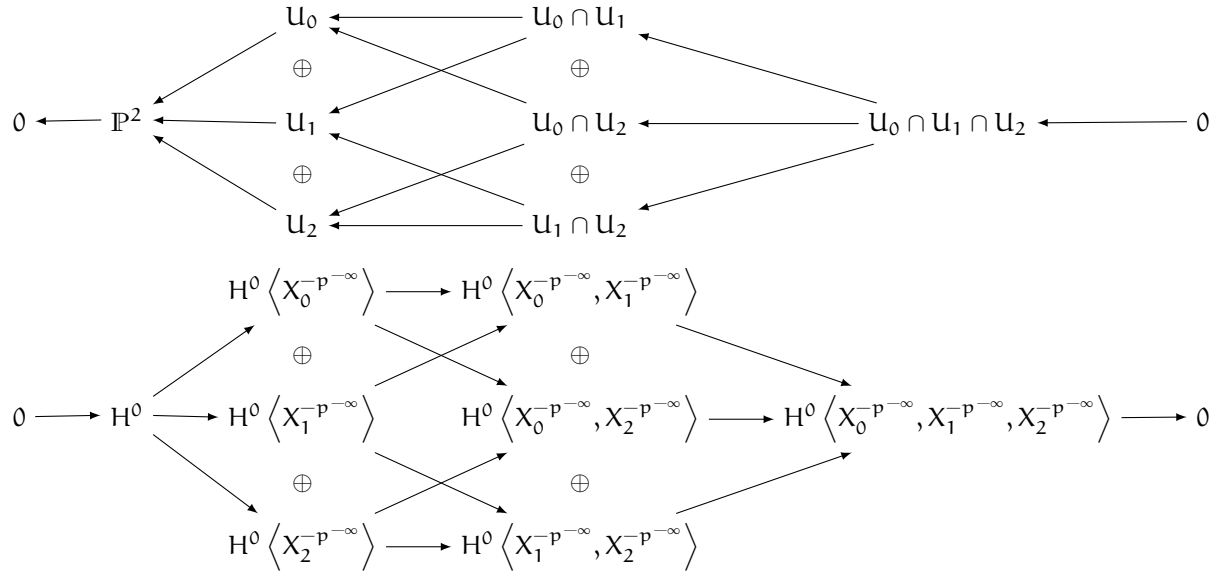 U₀ U₀ ∩ U₁
⊕ ⊕
0 ℙ² U₁ U₀ ∩ U₂ U₀ ∩ U₁ ∩ U₂ 0
⊕ ⊕
U₂ U₁ ∩ U₂
H⁰ ⟨X₀^{-p^{-∞}}⟩ H⁰ ⟨X₀^{-p^{-∞}}, X₁^{-p^{-∞}}⟩
⊕ ⊕
0 H⁰ H⁰ ⟨X₁^{-p^{-∞}}⟩ H⁰ ⟨X₀^{-p^{-∞}}, X₂^{-p^{-∞}}⟩ H⁰ ⟨X₀^{-p^{-∞}}, X₁^{-p^{-∞}}, X₂^{-p^{-∞}}⟩ 0
⊕ ⊕
H⁰ ⟨X₂^{-p^{-∞}}⟩ H⁰ ⟨X₁^{-p^{-∞}}, X₂^{-p^{-∞}}⟩